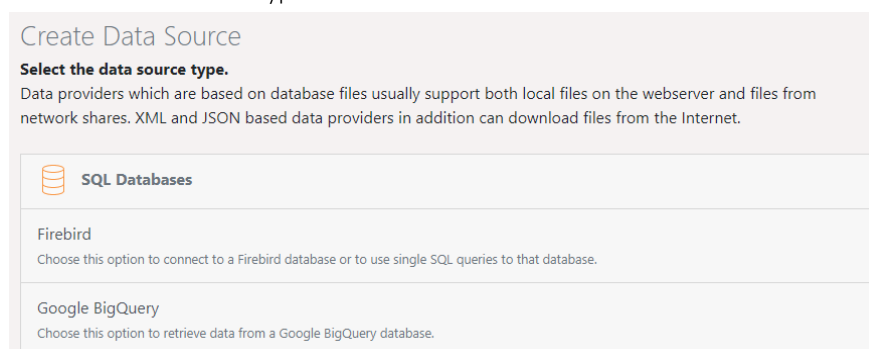 Create Data Source
Select the data source type.
Data providers which are based on database files usually support both local files on the webserver and files from
network shares. XML and JSON based data providers in addition can download files from the Internet.
SQL Databases
Firebird
Choose this option to connect to a Firebird database or to use single SQL queries to that database.
Google BigQuery
Choose this option to retrieve data from a Google BigQuery database.